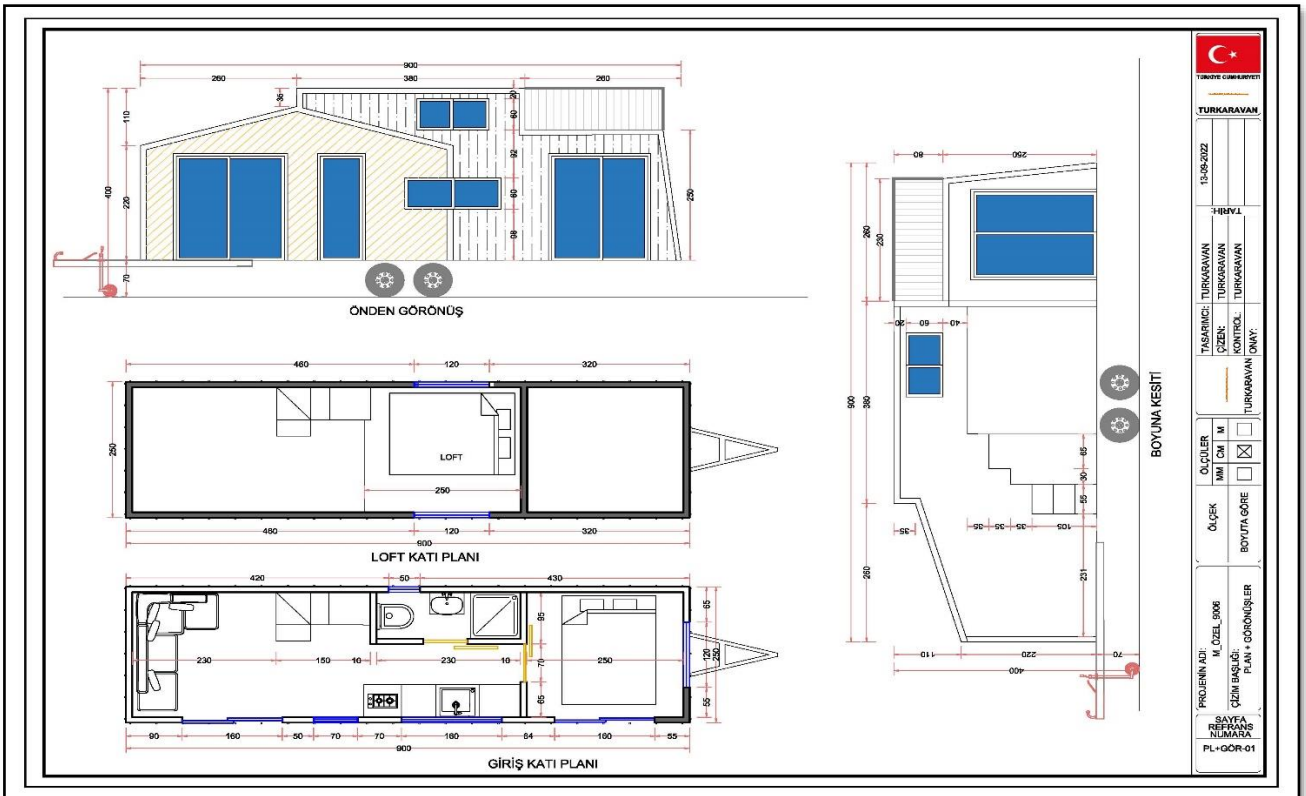 900
260 380 260
35
20
110
60
400
92
220
60
250
98
70
ÖNDEN GÖRÖNÜŞ
460 120 320
250
LOFT
250
460 120 320
900
LOFT KATI PLANI
420 50 430
65
95
230 150 10 230 10 70 250 120 250
65 55
90 160 50 70 70 160 64 160 55
900
GİRİŞ KATI PLANI
80 250
260
230
20 60 40
900
380
65
30
55
35 35 35 35 105
260
231
110 220 70
400
BOYUNA KESİTİ
TÜRKİYE CUMHURİYETİ
TURKARAVAN
13-09-2022
TARİH:
TASARIMCI: TURKARAVAN
ÇİZEN: TURKARAVAN
KONTROL: TURKARAVAN
ONAY:
TURKARAVAN
ÖLÇÜLER
MM CM M
ÖLÇEK
BOYUTA GÖRE
PROJENİN ADI:
M_ÖZEL_9006
ÇİZİM BAŞLIĞI:
PLAN + GÖRÖNÜŞLER
SAYFA
REFRANS
NUMARA
PL+GÖR-01